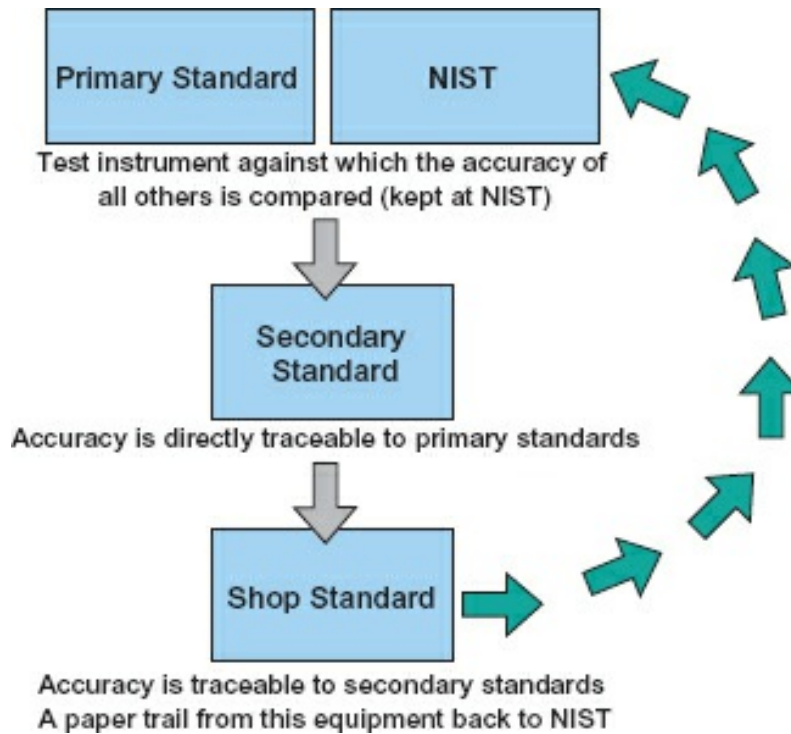 Primary Standard
NIST
Test instrument against which the accuracy of
all others is compared (kept at NIST)
Secondary
Standard
Accuracy is directly traceable to primary standards
Shop Standard
Accuracy is traceable to secondary standards
A paper trail from this equipment back to NIST